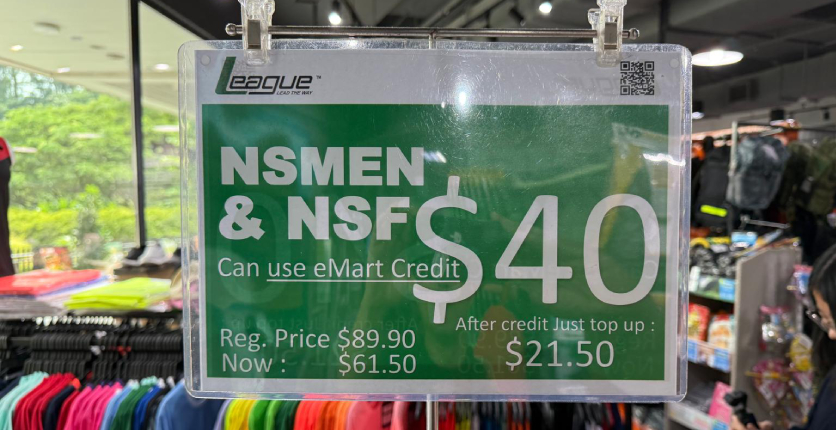 League™
LEAD THE WAY
NSMEN
& NSF
$40
Can use eMart Credit
After credit Just top up :
Reg. Price $89.90
$21.50
Now : $61.50